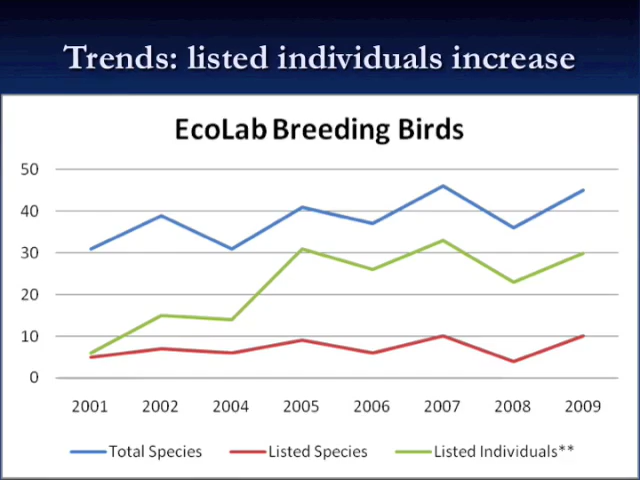 Trends: listed individuals increase
EcoLab Breeding Birds
50
40
30
20
10
0
2001 2002 2004 2005 2006 2007 2008 2009
Total Species Listed Species Listed Individuals**